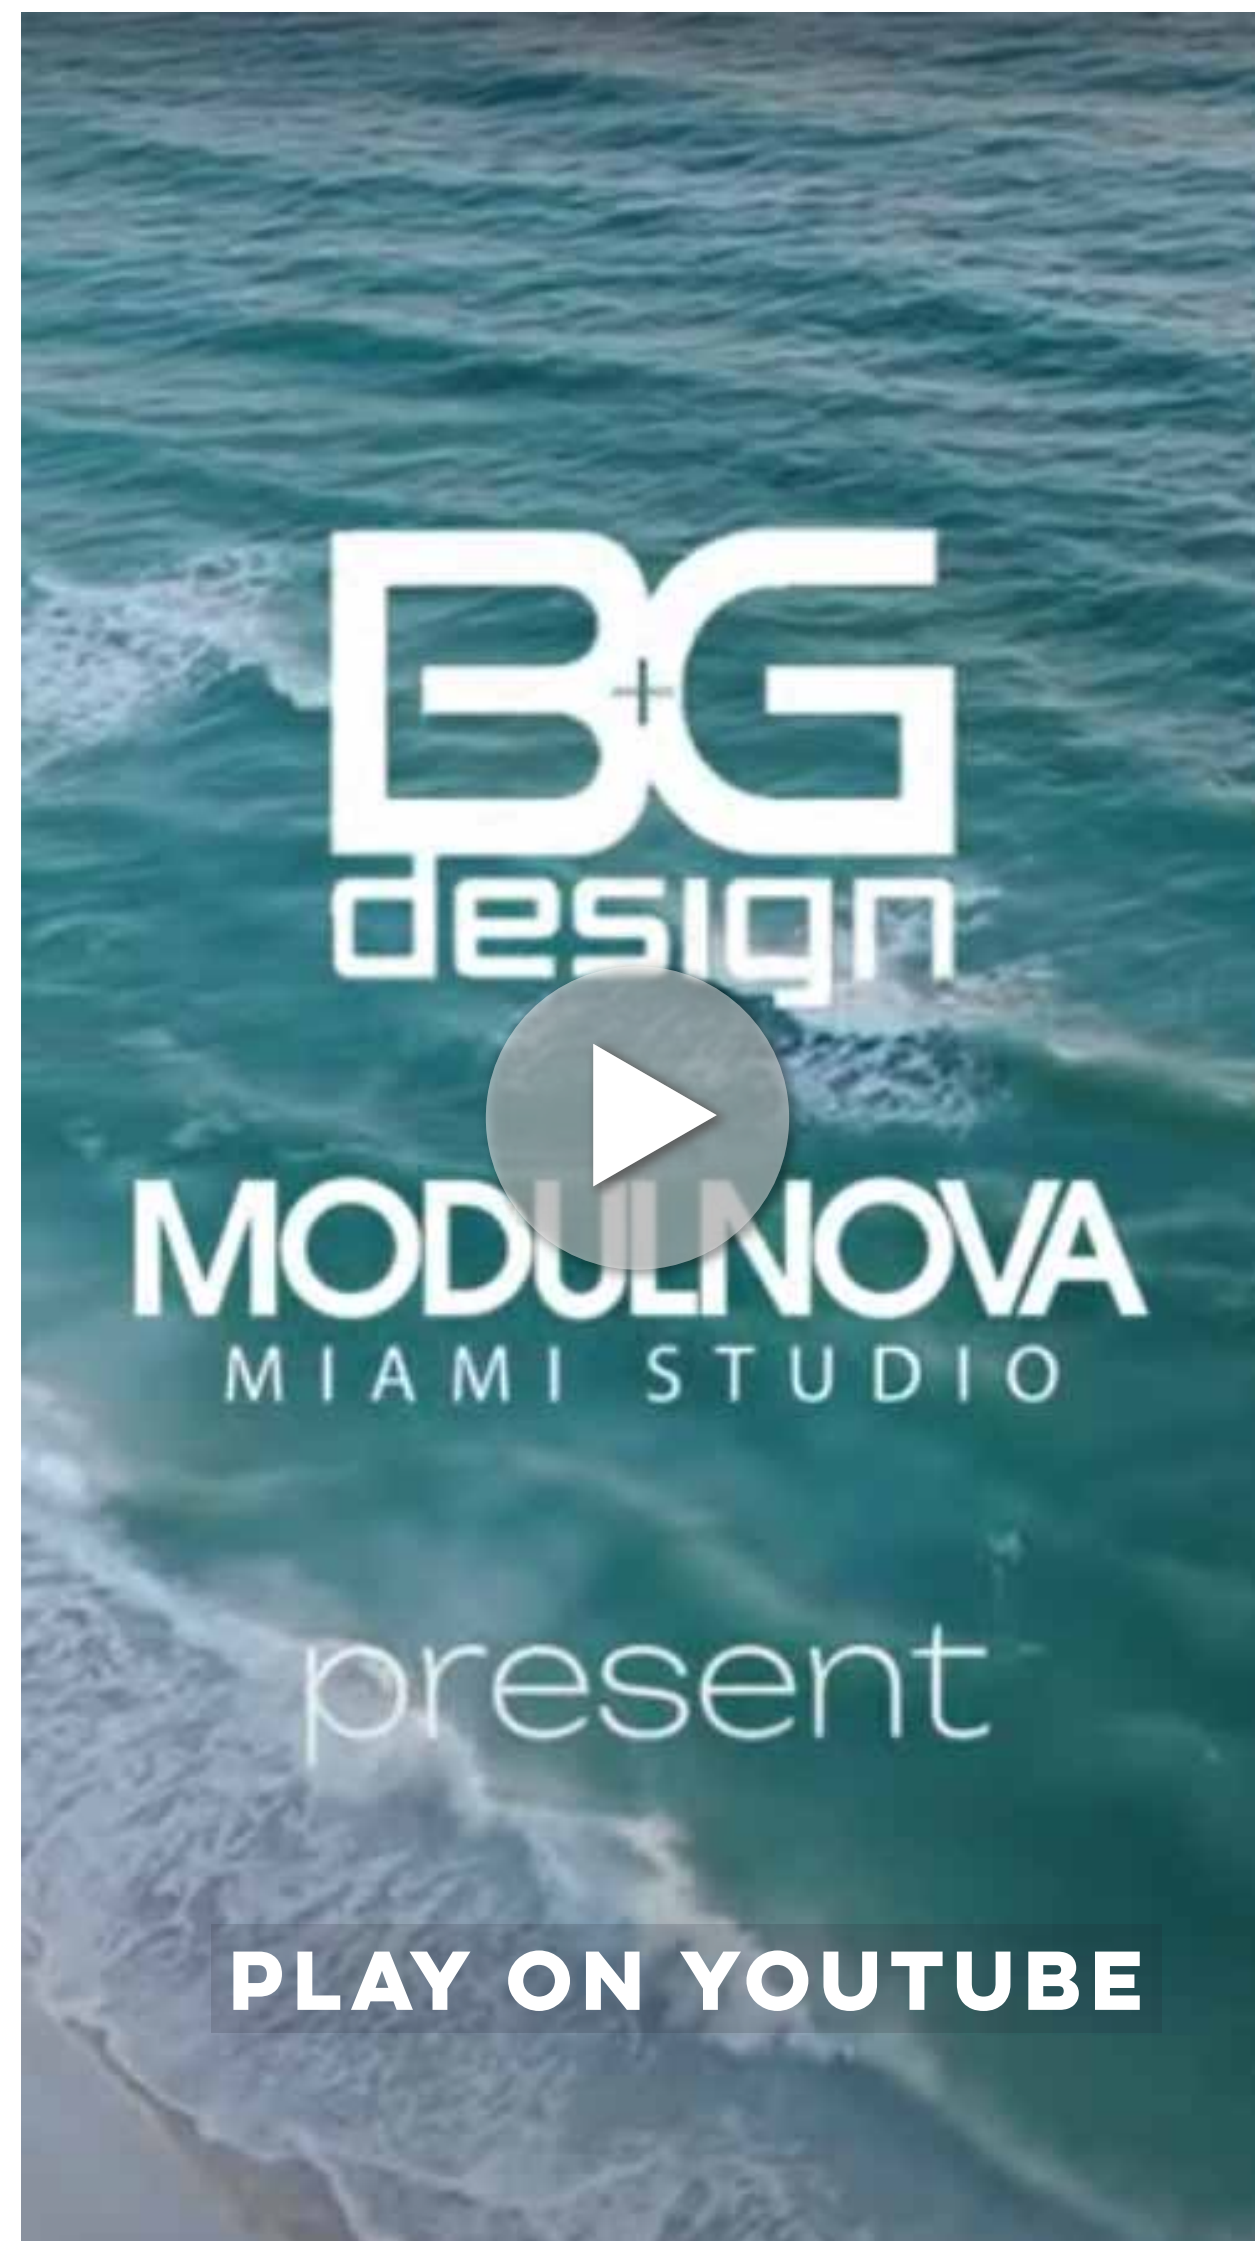 B+G
design
MODULNOVA
MIAMI STUDIO
present
PLAY ON YOUTUBE